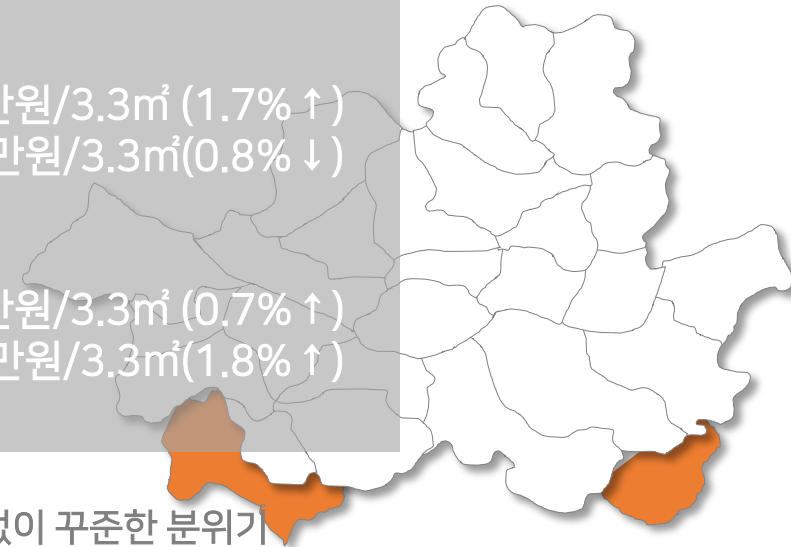 만원/3.3㎡ (1.7%↑)
만원/3.3㎡(0.8%↓)
만원/3.3㎡ (0.7%↑)
만원/3.3㎡(1.8%↑)
없이 꾸준한 분위기